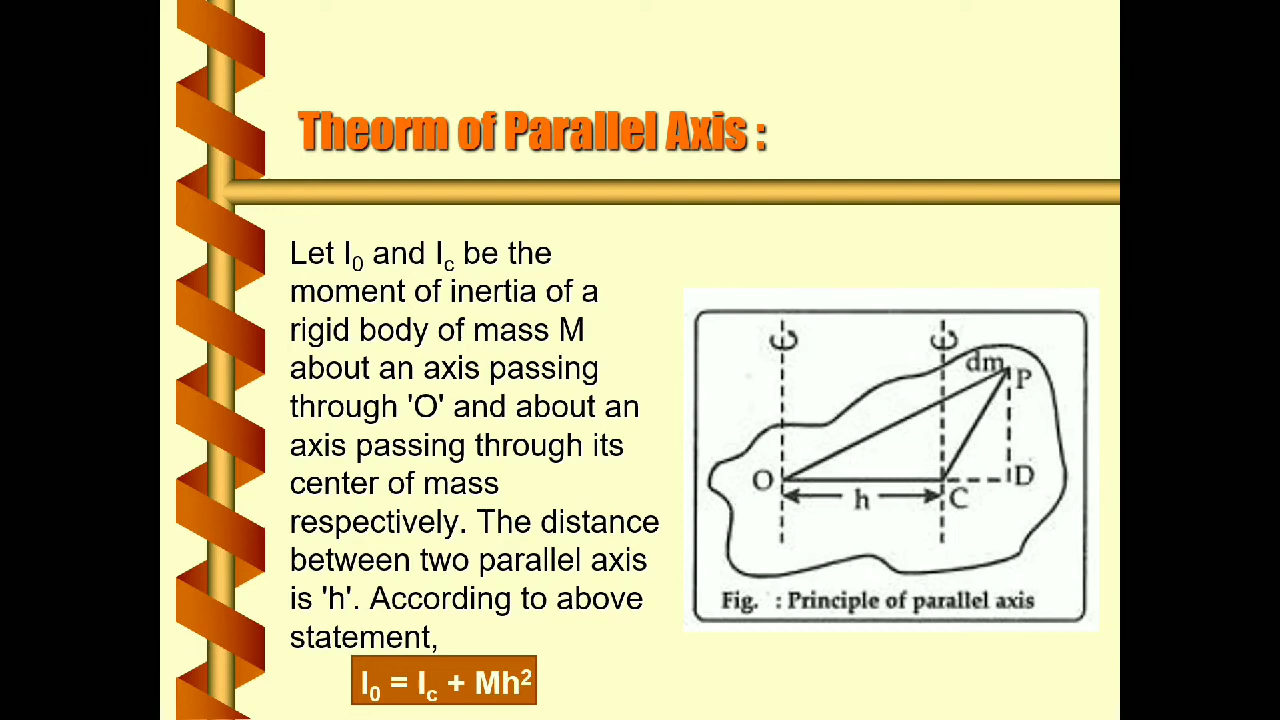 Theorm of Parallel Axis :
Let I₀ and I꜀ be the
moment of inertia of a
rigid body of mass M
about an axis passing
through 'O' and about an
axis passing through its
center of mass
respectively. The distance
between two parallel axis
is 'h'. According to above
statement,
I₀ = I꜀ + Mh²
dm
P
O
h
C
D
Fig. : Principle of parallel axis